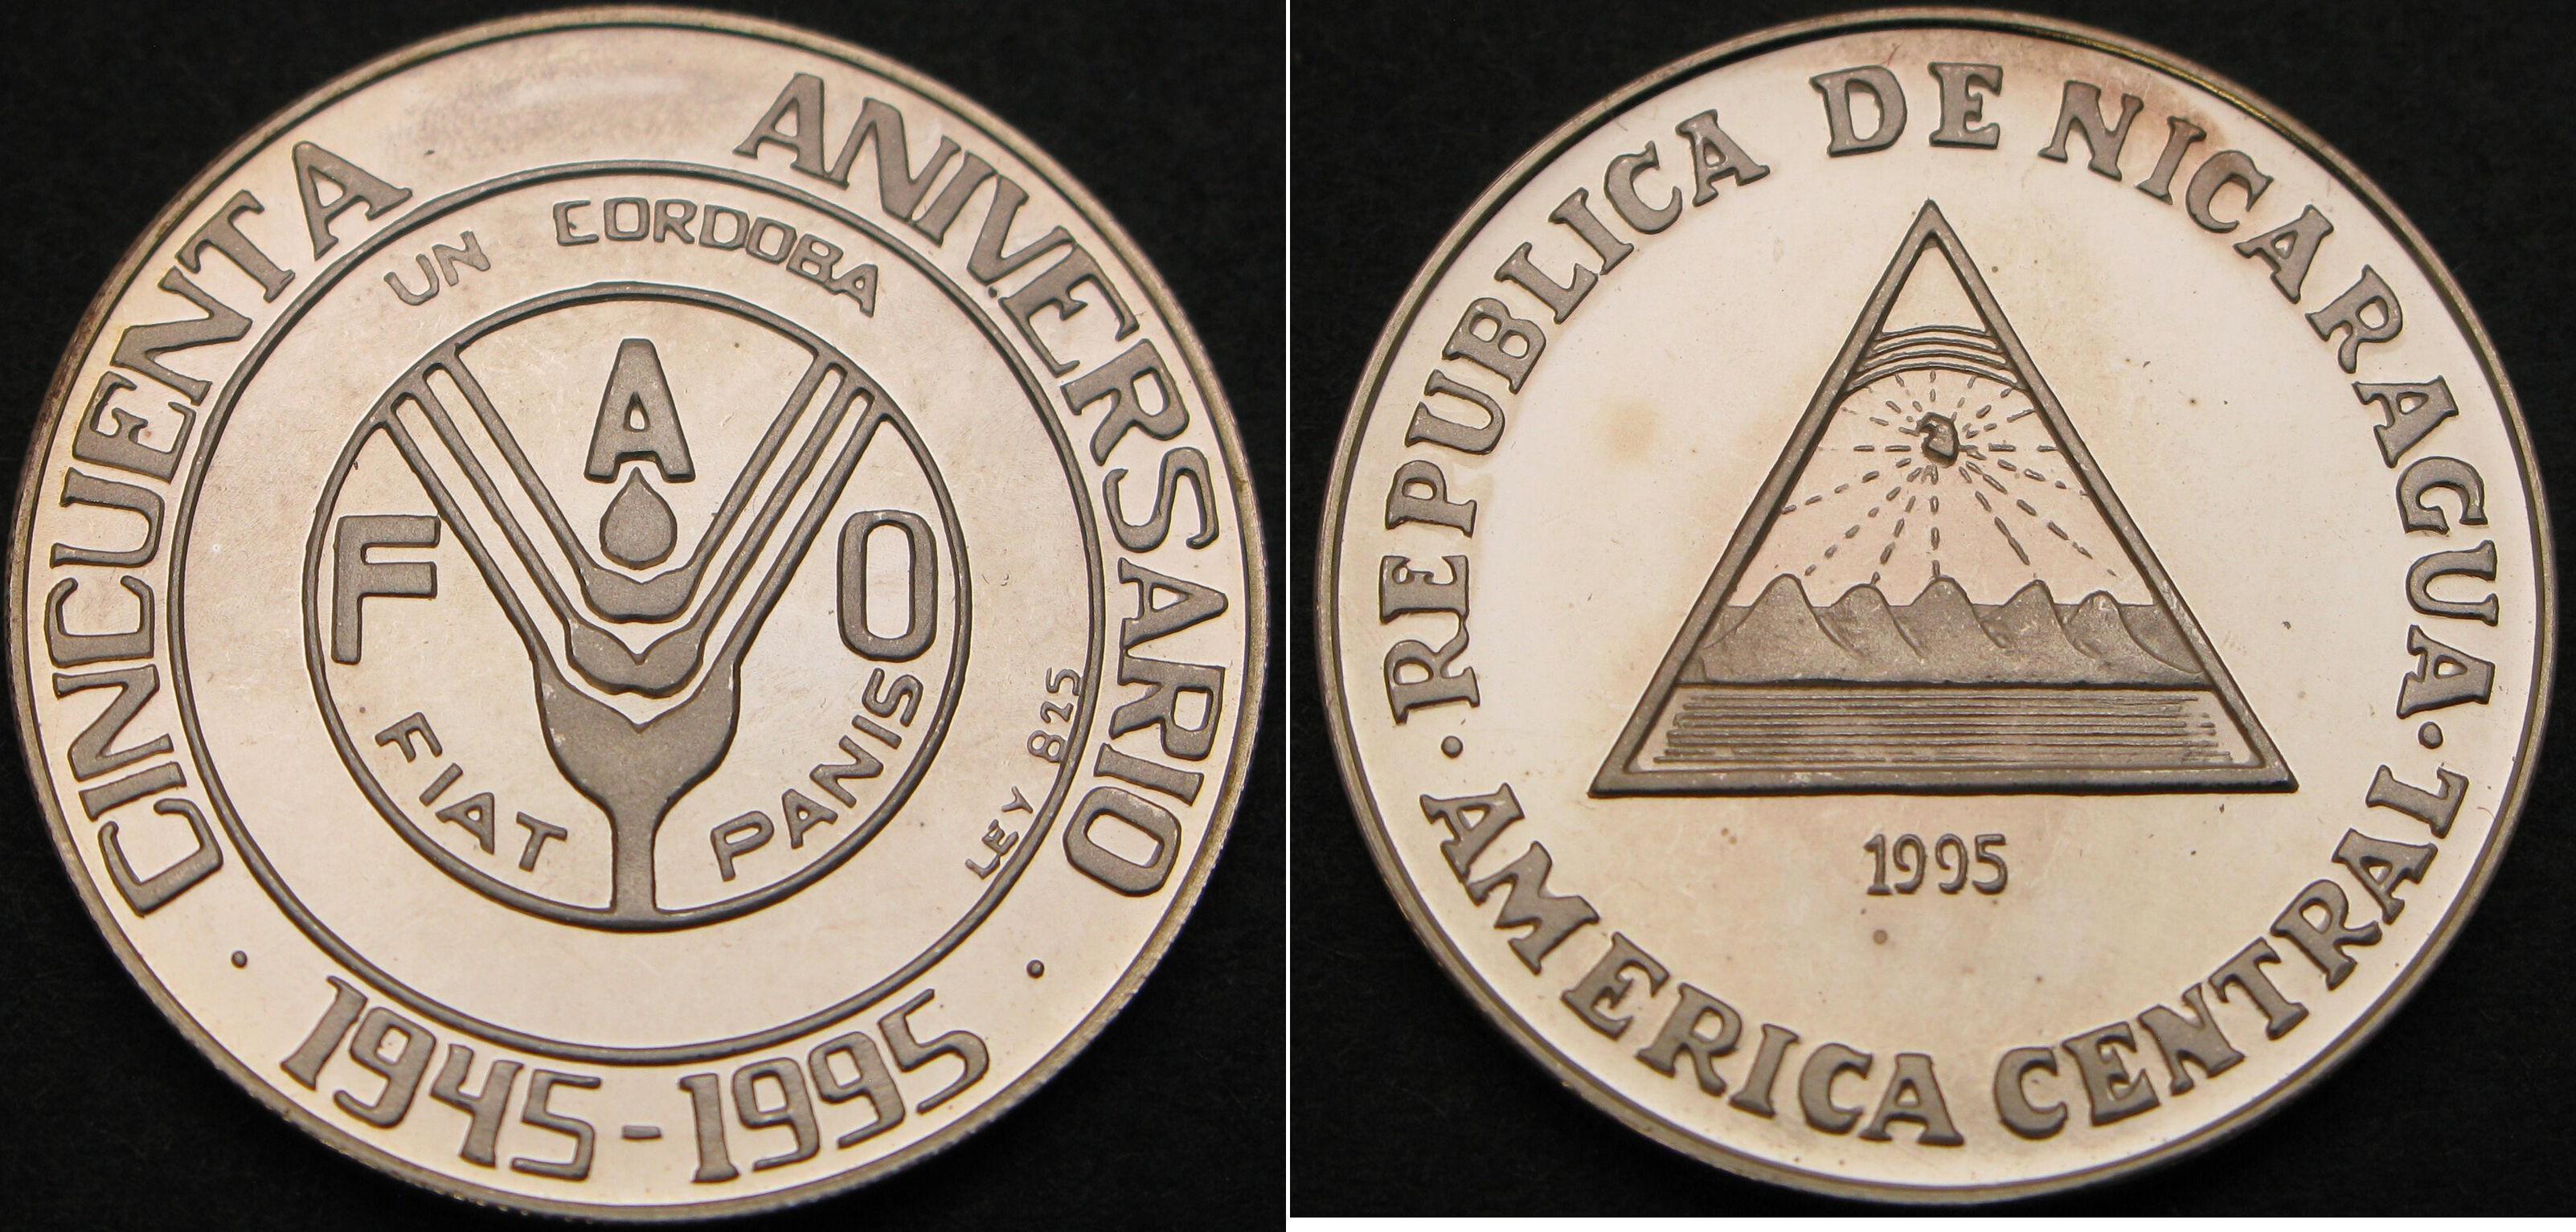 CINCUENTA ANIVERSARIO
UN CORDOBA
F A O
FIAT PANIS
LEY 825
· 1945-1995 ·
· REPUBLICA DE NICARAGUA ·
1995
AMERICA CENTRAL